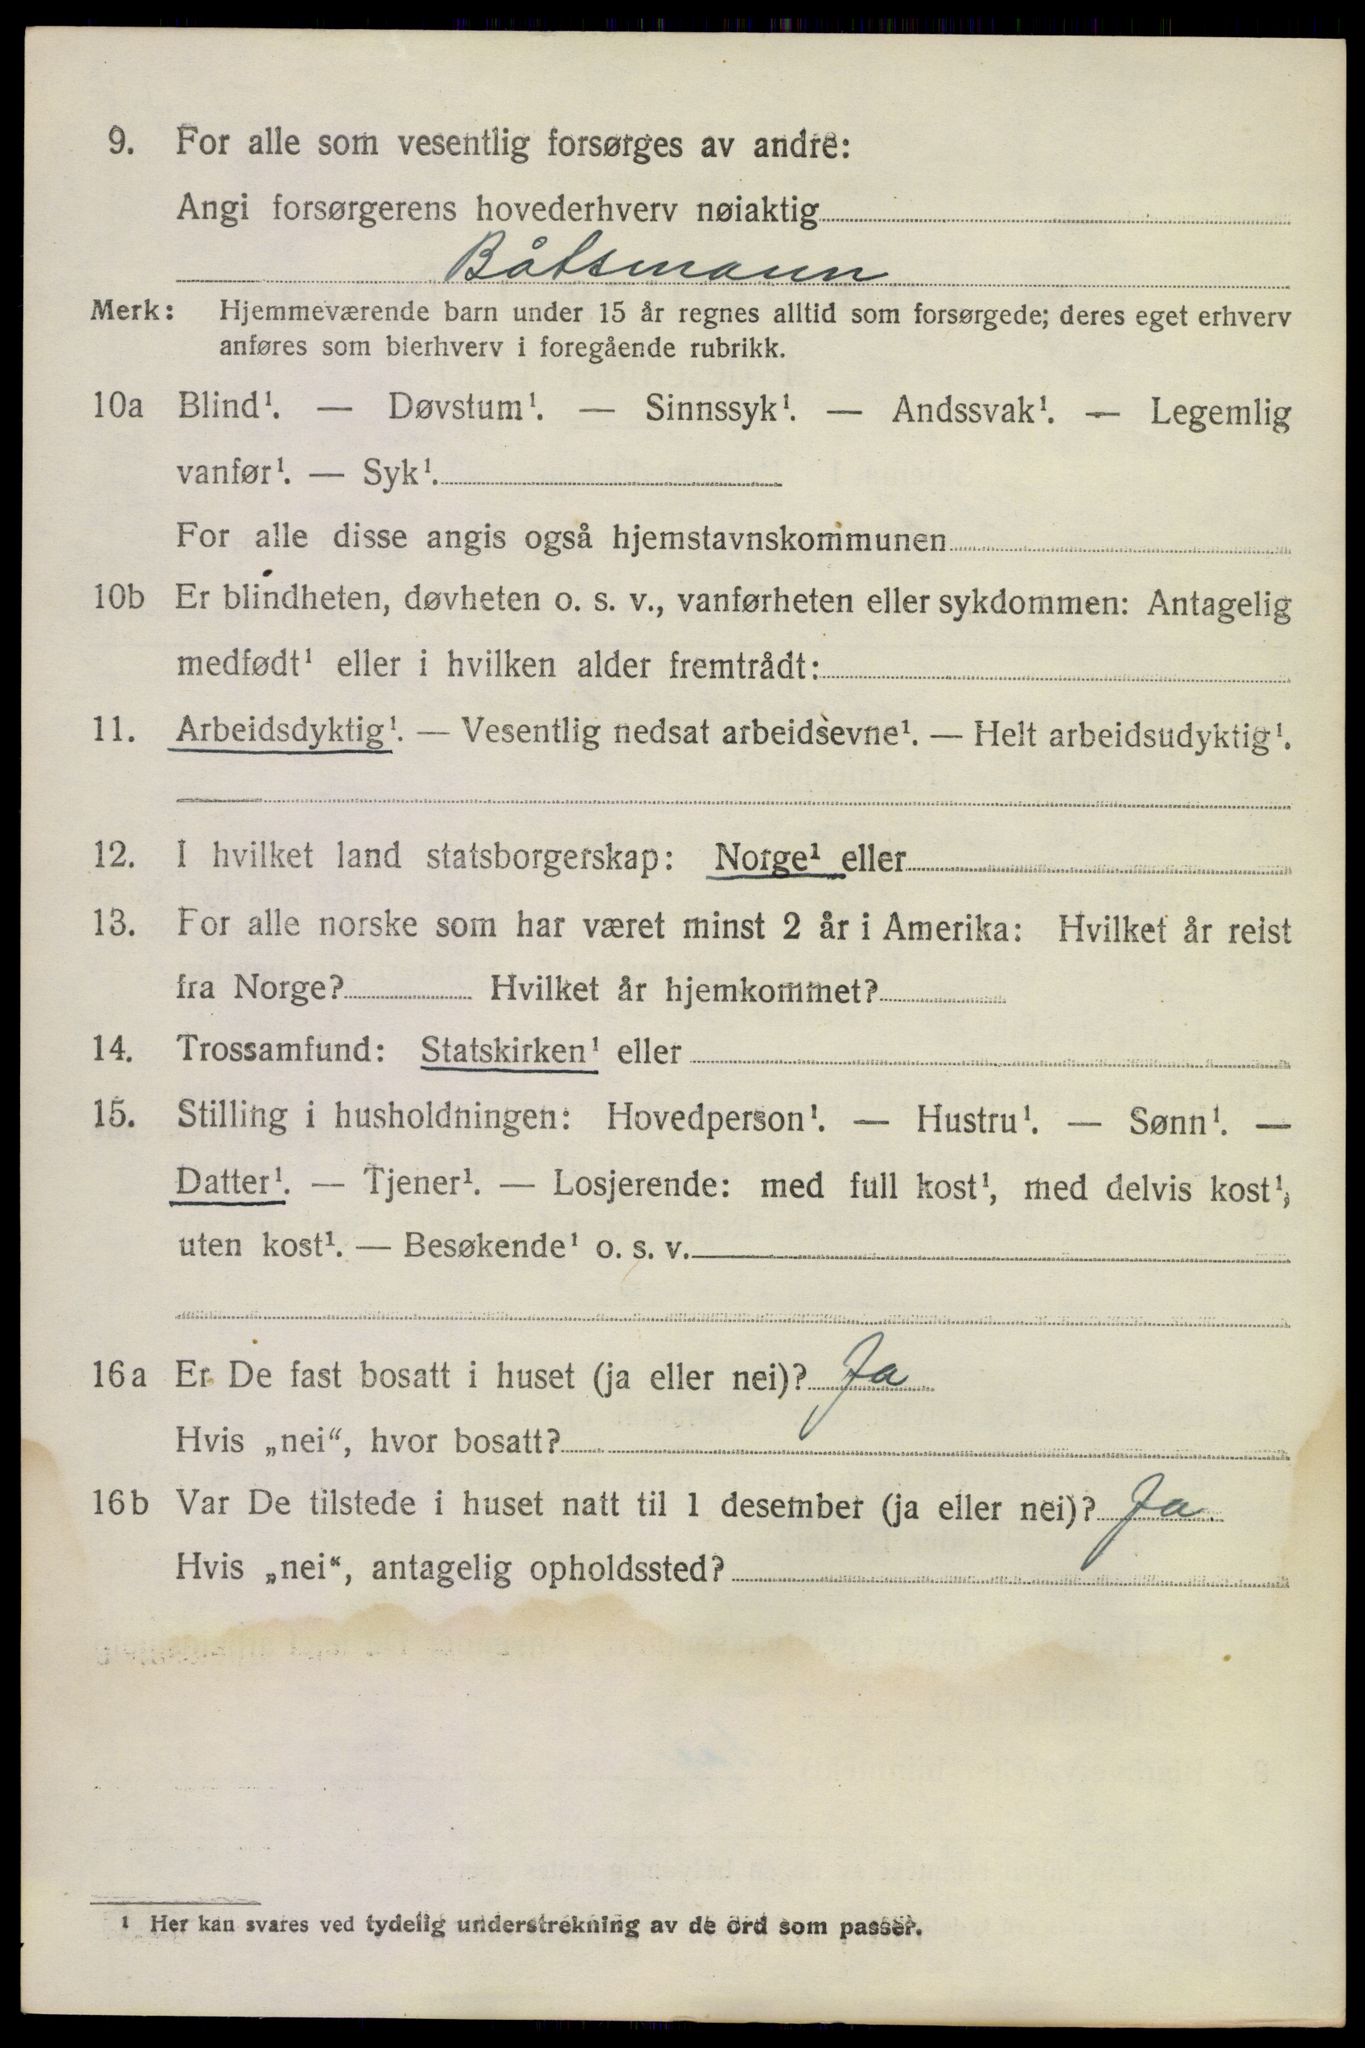 9. For alle som vesentlig forsørges av andre:
Angi forsørgerens hovederhverv nøiaktig
Båtsmann
Merk: Hjemmeværende barn under 15 år regnes alltid som forsørgede; deres eget erhverv
anføres som bierhverv i foregående rubrikk.
10a Blind¹. — Døvstum¹. — Sinnssyk¹. — Andssvak¹. — Legemlig
vanfør¹. — Syk¹.
For alle disse angis også hjemstavnskommunen
10b Er blindheten, døvheten o. s. v., vanførheten eller sykdommen: Antagelig
medfødt¹ eller i hvilken alder fremtrådt:
11. Arbeidsdyktig¹. — Vesentlig nedsat arbeidsevne¹. — Helt arbeidsudyktig¹.
12. I hvilket land statsborgerskap: Norge¹ eller
13. For alle norske som har været minst 2 år i Amerika: Hvilket år reist
fra Norge? Hvilket år hjemkommet?
14. Trossamfund: Statskirken¹ eller
15. Stilling i husholdningen: Hovedperson¹. — Hustru¹. — Sønn¹. —
Datter¹. — Tjener¹. — Losjerende: med full kost¹, med delvis kost¹,
uten kost¹. — Besøkende¹ o. s. v.
16a Er De fast bosatt i huset (ja eller nei)? Ja
Hvis „nei“, hvor bosatt?
16b Var De tilstede i huset natt til 1 desember (ja eller nei)? Ja.
Hvis „nei“, antagelig opholdssted?
¹ Her kan svares ved tydelig understrekning av de ord som passer.